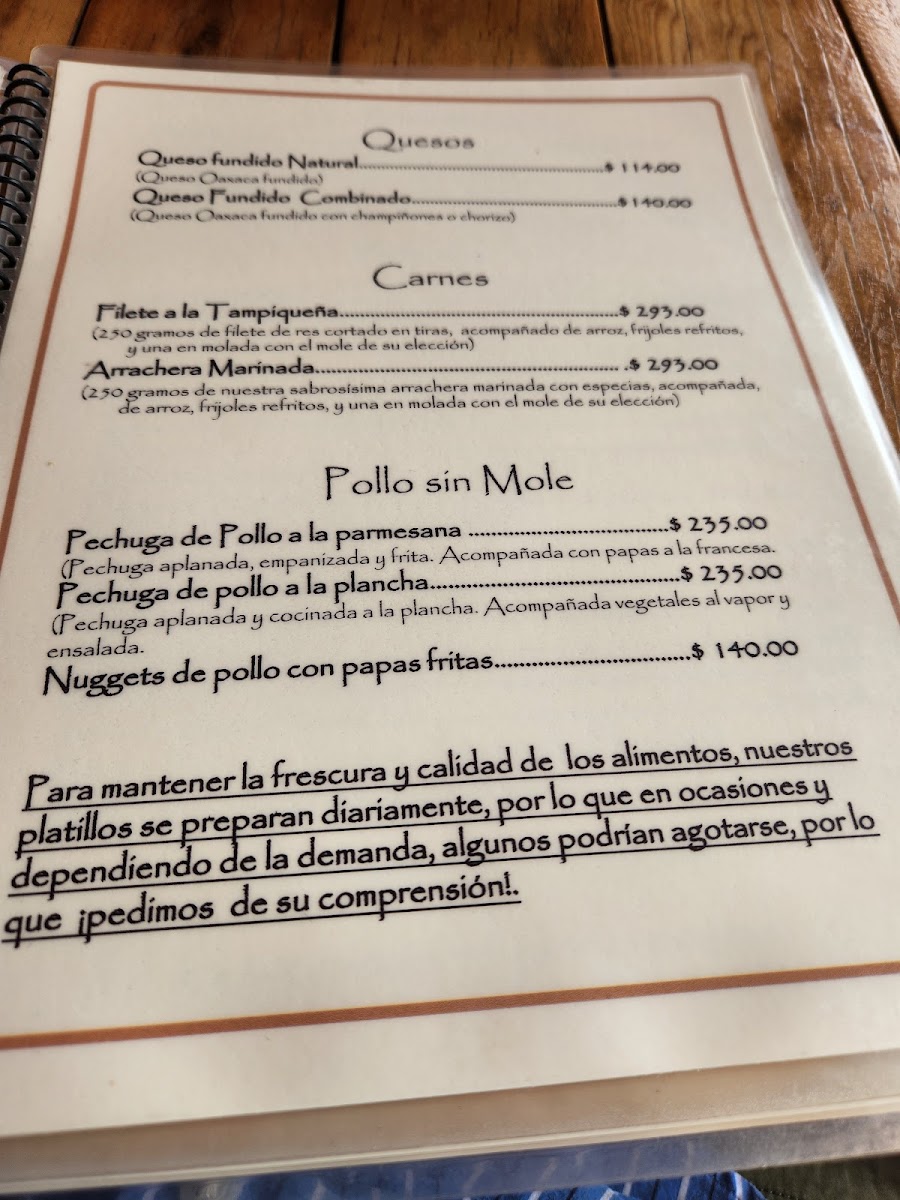 Quesos
Queso fundido Natural..............................................................$ 114.00
(Queso Oaxaca fundido)
Queso Fundido Combinado....................................................$ 140.00
(Queso Oaxaca fundido con champiñones o chorizo)
Carnes
Filete a la Tampiqueña......................................................$ 293.00
(250 gramos de filete de res cortado en tiras, acompañado de arroz, frijoles refritos,
y una en molada con el mole de su elección)
Arrachera Marinada........................................................... .$ 293.00
(250 gramos de nuestra sabrosísima arrachera marinada con especias, acompañada,
de arroz, frijoles refritos, y una en molada con el mole de su elección)
Pollo sin Mole
Pechuga de Pollo a la parmesana ..................................$ 235.00
(Pechuga aplanada, empanizada y frita. Acompañada con papas a la francesa.
Pechuga de pollo a la plancha..........................................$ 235.00
(Pechuga aplanada y cocinada a la plancha. Acompañada vegetales al vapor y
ensalada.
Nuggets de pollo con papas fritas.................................$ 140.00
Para mantener la frescura y calidad de los alimentos, nuestros
platillos se preparan diariamente, por lo que en ocasiones y
dependiendo de la demanda, algunos podrían agotarse, por lo
que ¡pedimos de su comprensión!.